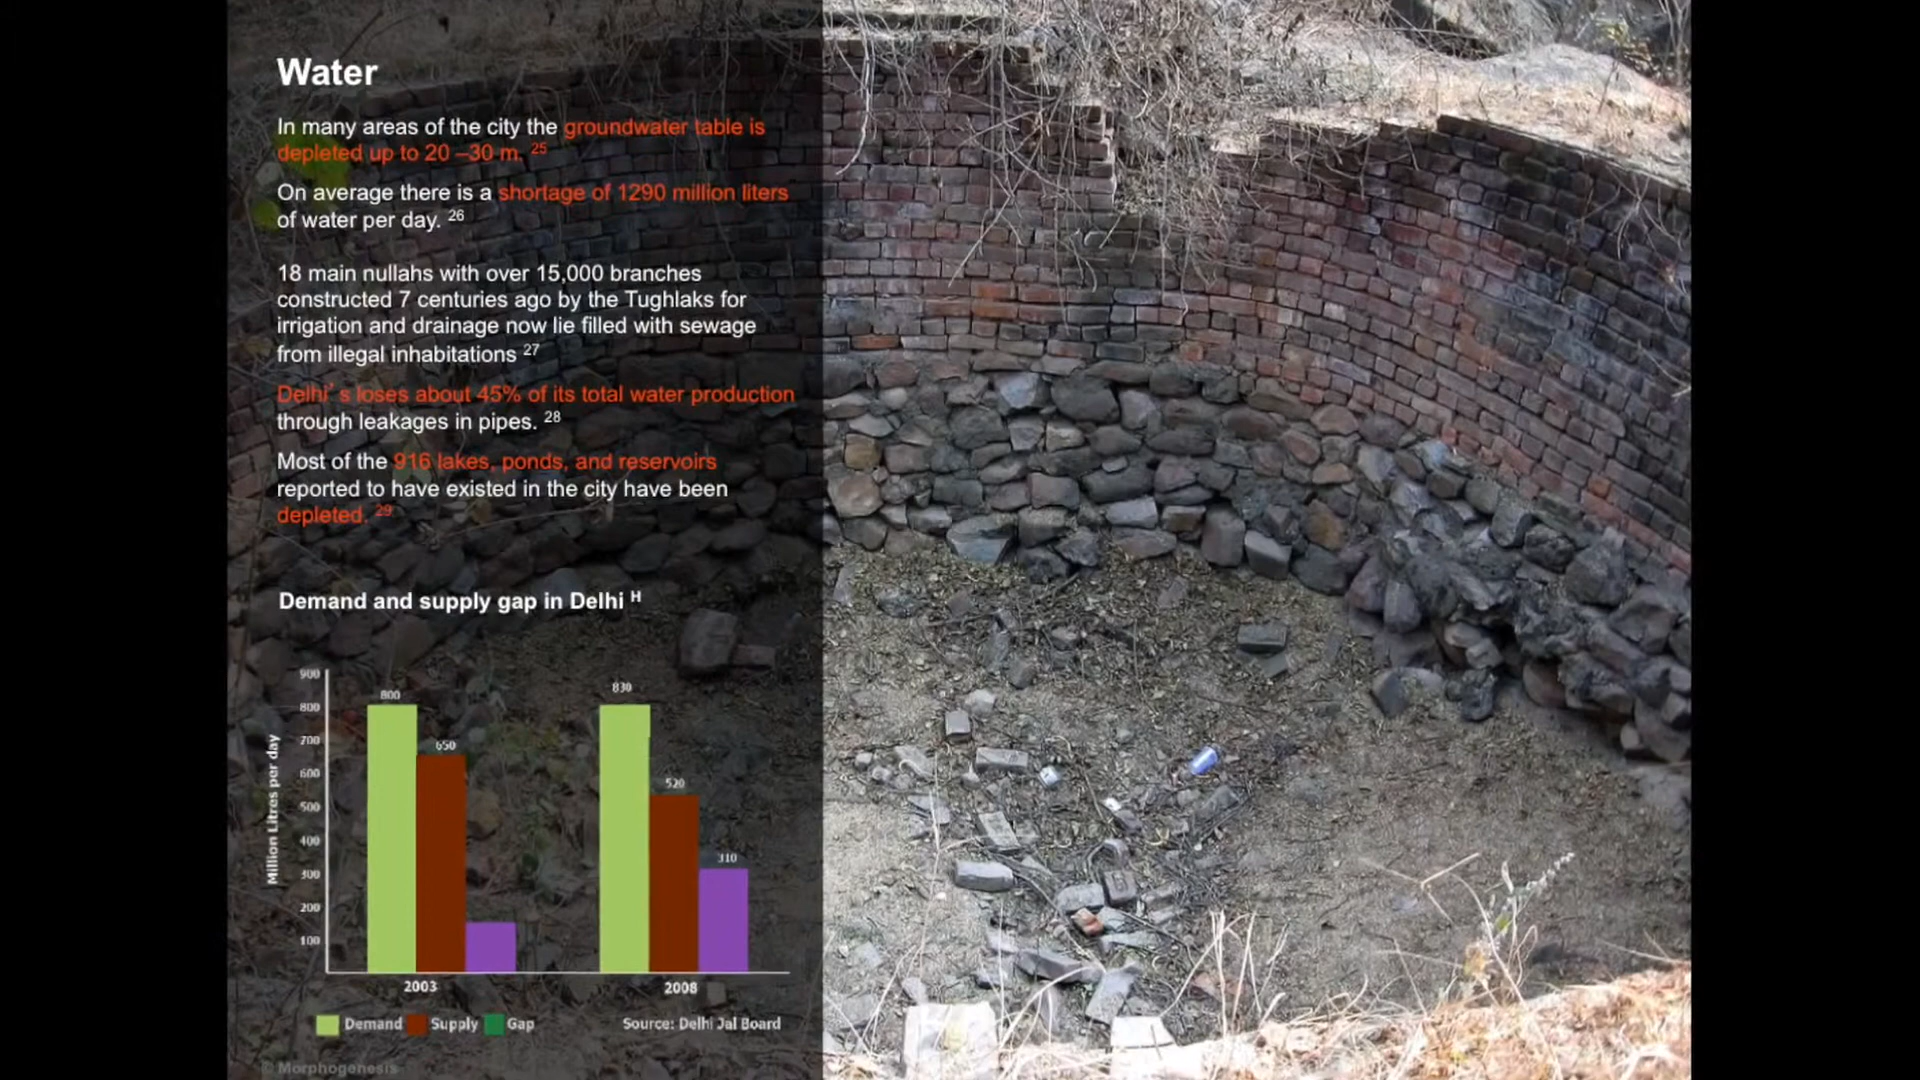 Water
In many areas of the city the groundwater table is
depleted up to 20 –30 m. 25
On average there is a shortage of 1290 million liters
of water per day. 26
18 main nullahs with over 15,000 branches
constructed 7 centuries ago by the Tughlaks for
irrigation and drainage now lie filled with sewage
from illegal inhabitations 27
Delhi’ s loses about 45% of its total water production
through leakages in pipes. 28
Most of the 916 lakes, ponds, and reservoirs
reported to have existed in the city have been
depleted. 29
Demand and supply gap in Delhi H
Million Litres per day
900
800
700
600
500
400
300
200
100
800
650
830
520
310
2003
2008
Demand Supply Gap
Source: Delhi Jal Board
© Morphogenesis